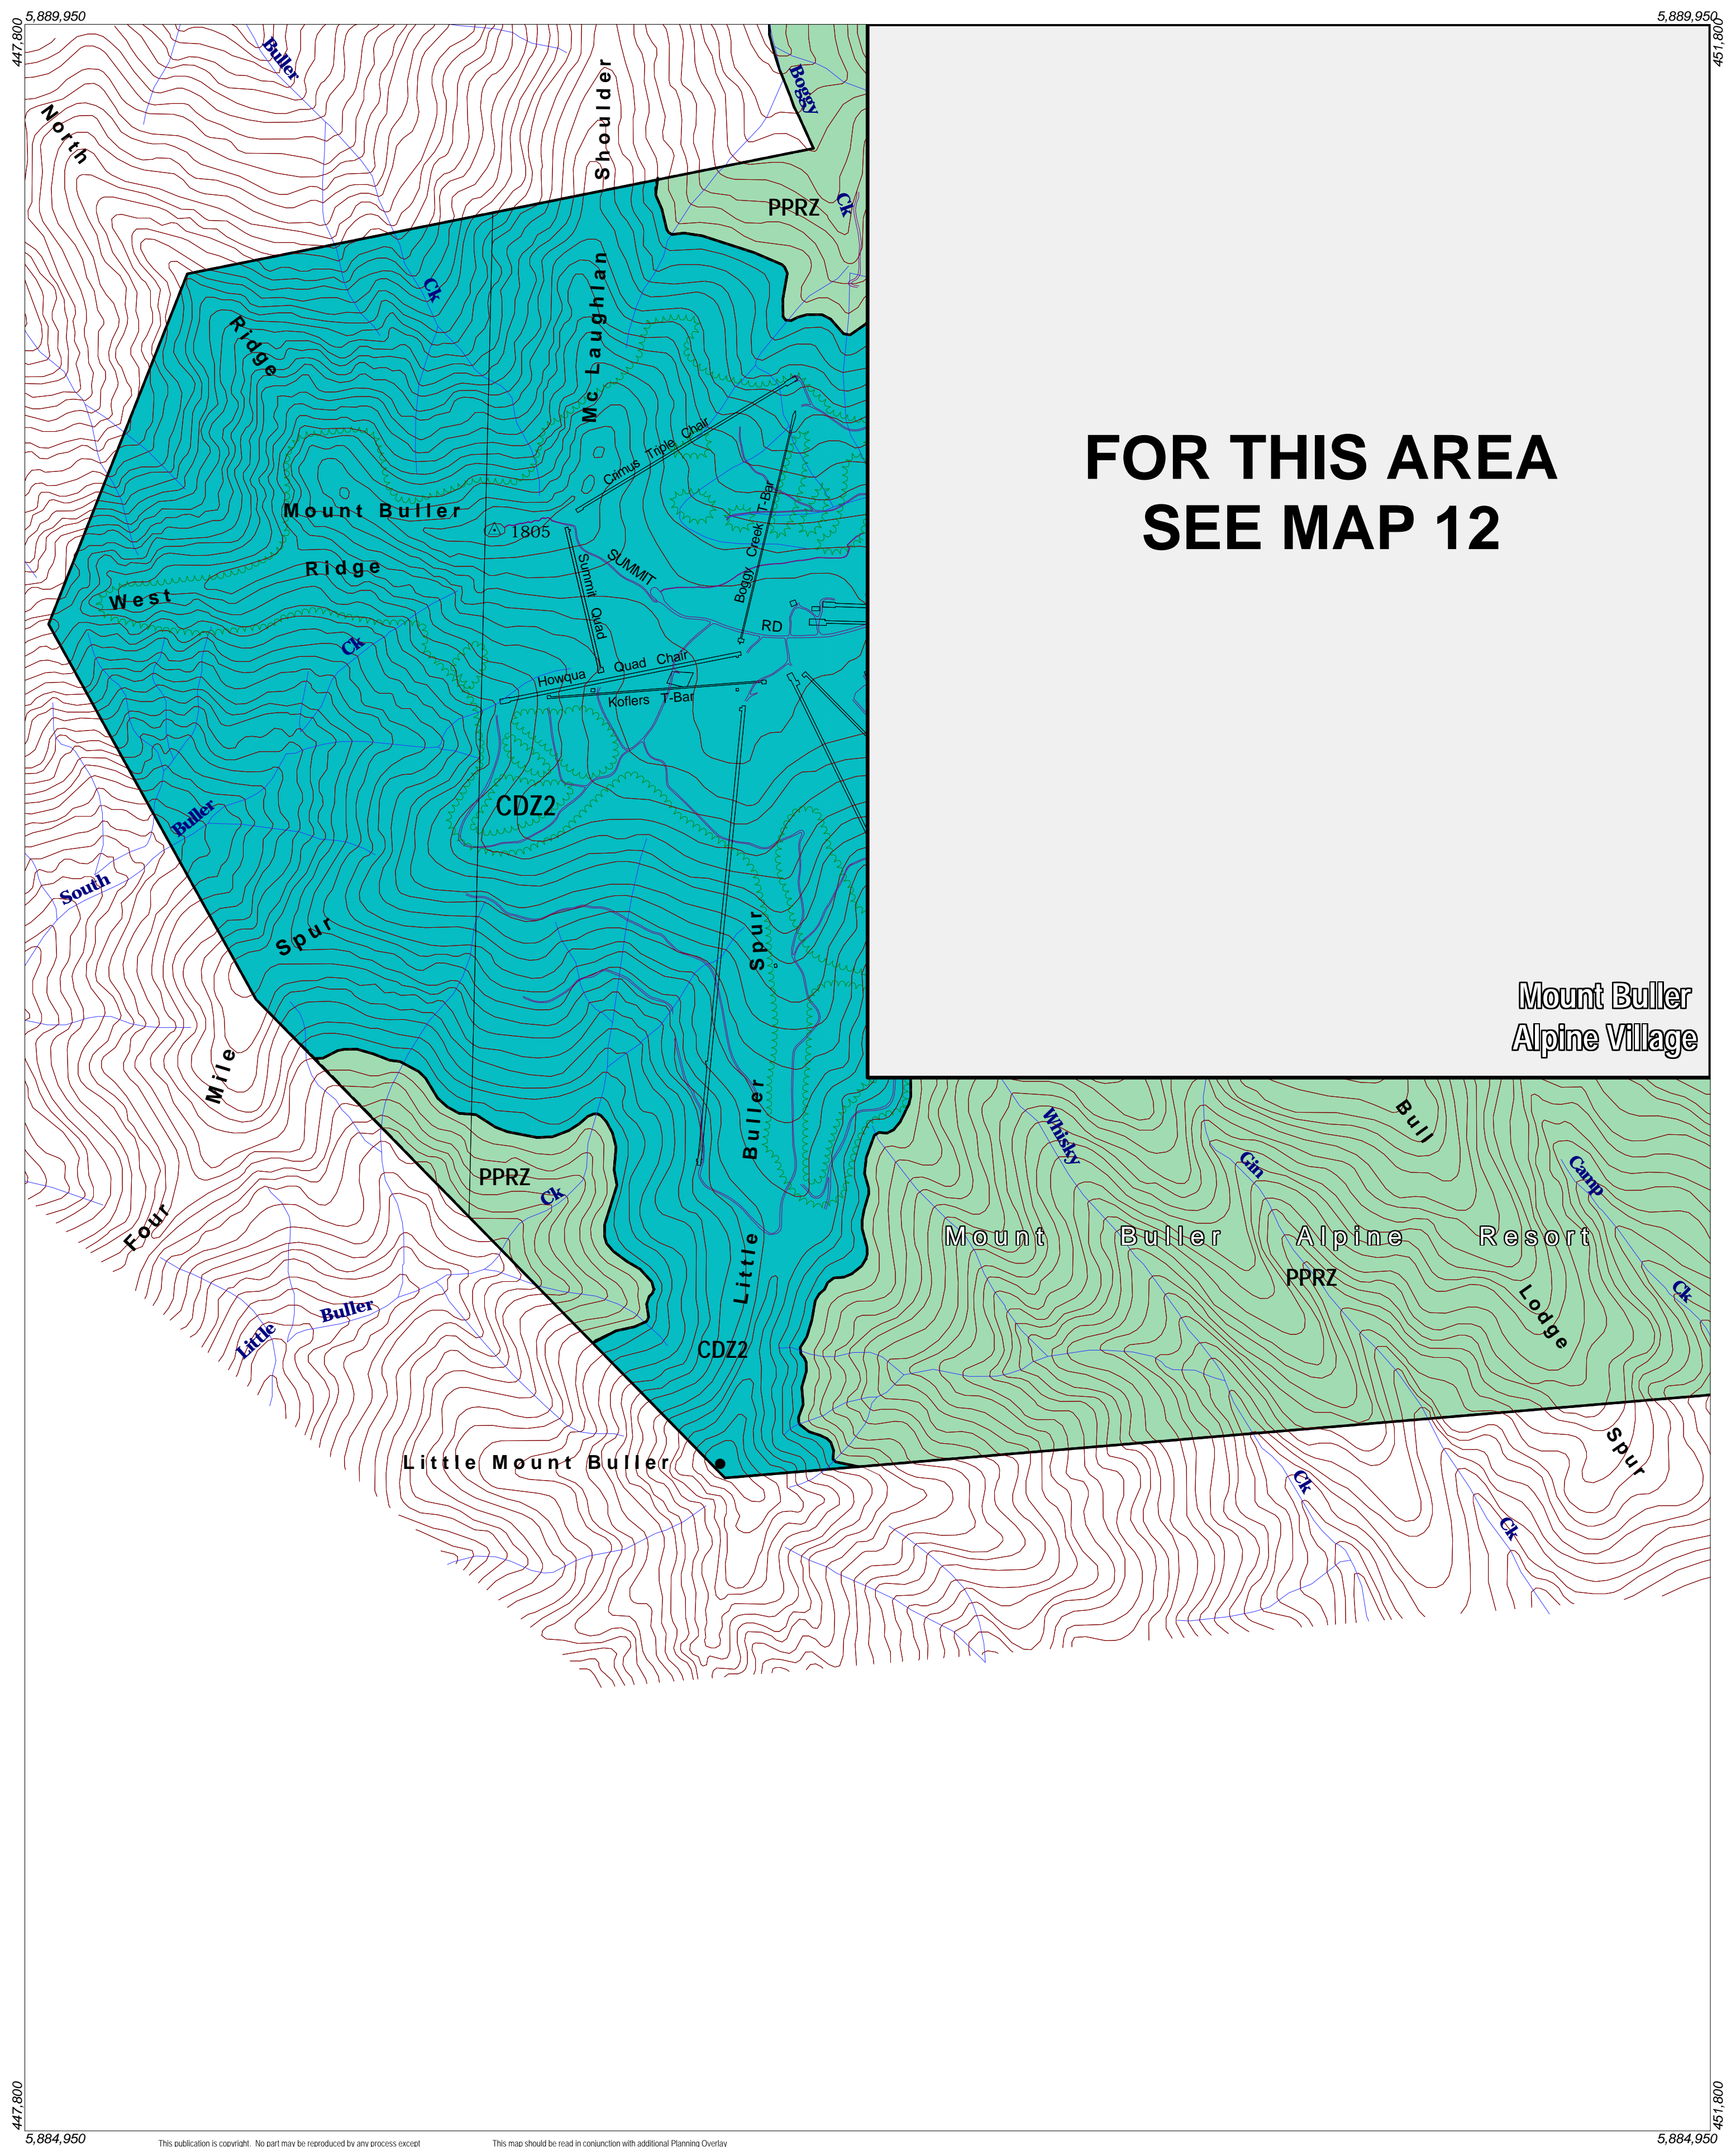 5,889,950
5,889,950
447,800
451,800
Buller
Shoulder
Boggy
North
Ck
PPRZ
Ck
Mc Laughlan
Ridge
Crimus Triple Chair
FOR THIS AREA
SEE MAP 12
Mount Buller
1805
Boggy Creek T-Bar
SUMMIT
Summit Quad
Ridge
West
RD
Ck
Howqua Quad Chair
Koflers T-Bar
CDZ2
Buller
South
Spur
Spur
Mount Buller
Alpine Village
Mile
Buller
Whisky
Bull
Gin
Camp
PPRZ
Ck
Four
Little
Mount Buller Alpine Resort
PPRZ
Ck
Buller
Little
Lodge
CDZ2
Little Mount Buller
Spur
Ck
Ck
447,800
451,800
5,884,950
5,884,950
This publication is copyright. No part may be reproduced by any process except
This map should be read in conjunction with additional Planning Overlay